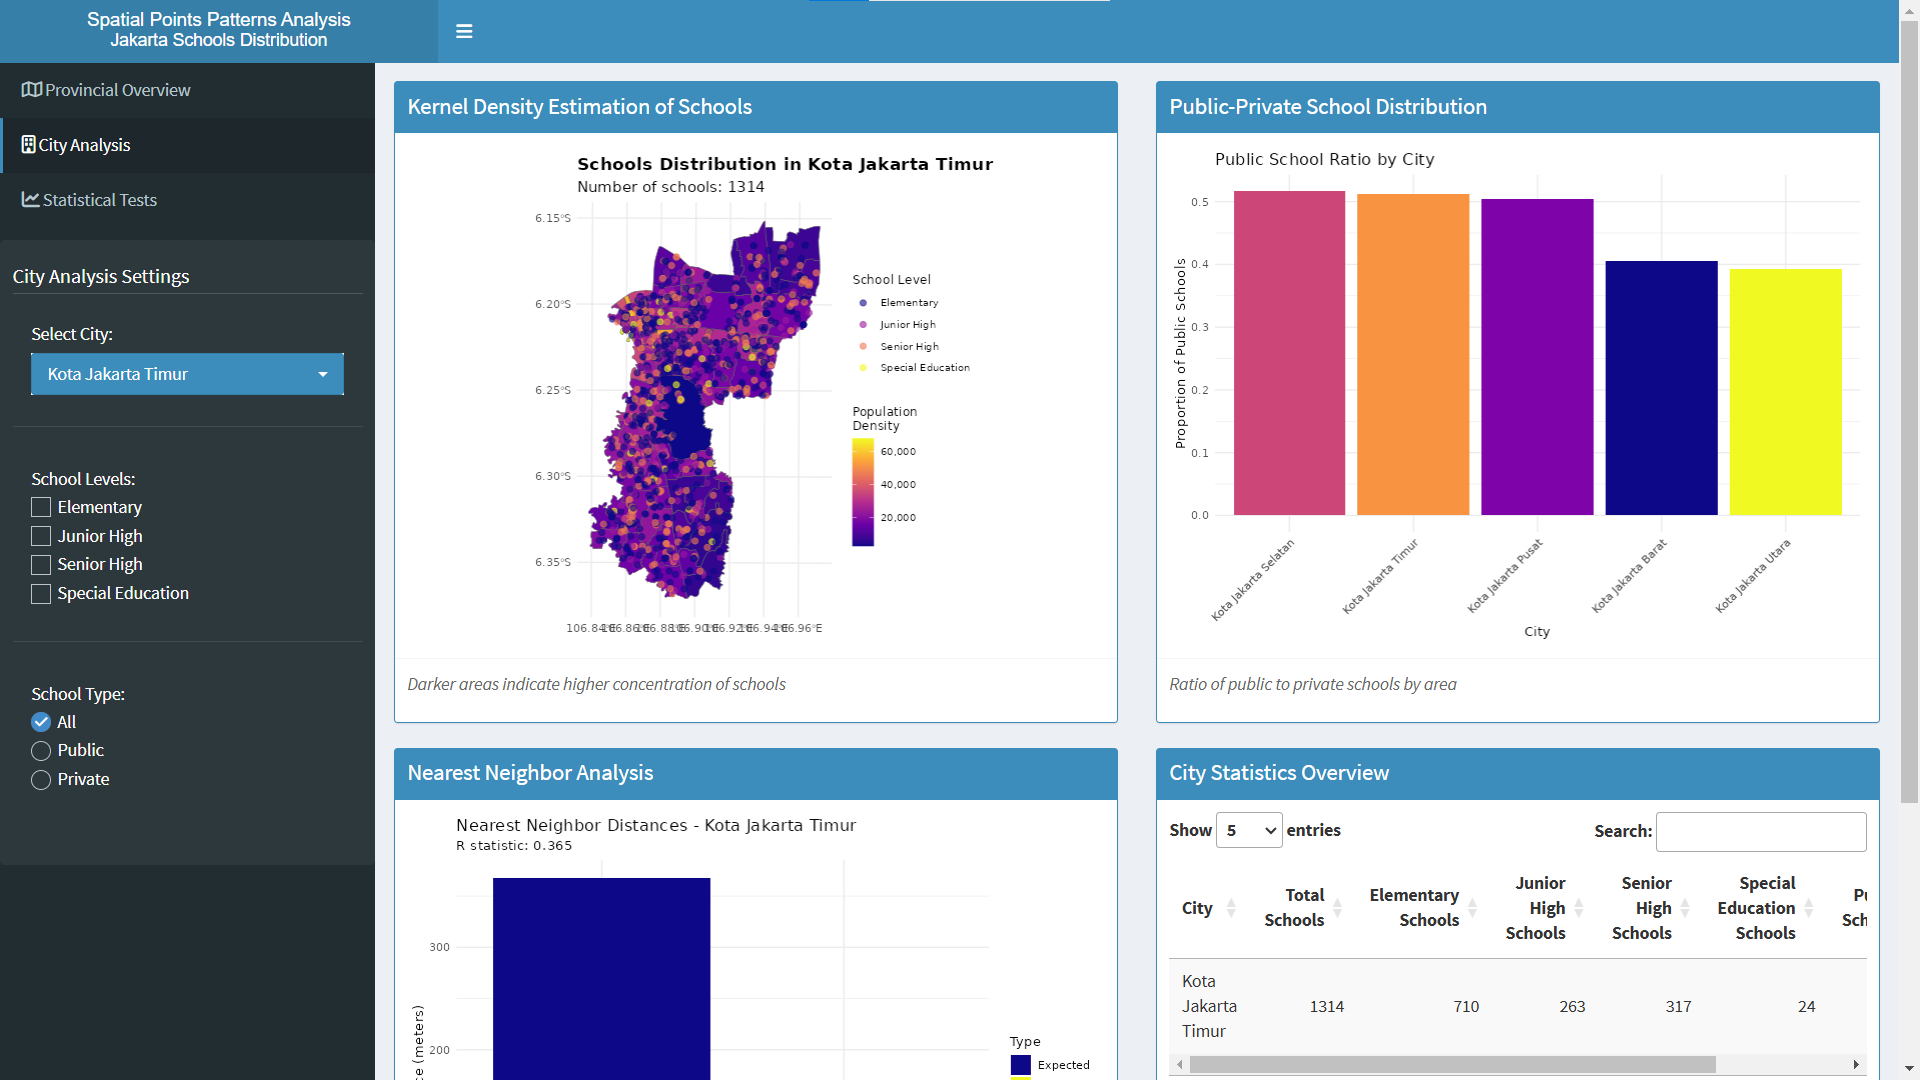 Spatial Points Patterns Analysis
Jakarta Schools Distribution
Provincial Overview
City Analysis
Statistical Tests
City Analysis Settings
Select City:
Kota Jakarta Timur
School Levels:
Elementary
Junior High
Senior High
Special Education
School Type:
All
Public
Private
Kernel Density Estimation of Schools
Schools Distribution in Kota Jakarta Timur
Number of schools: 1314
6.15°S
6.20°S
6.25°S
6.30°S
6.35°S
106.84°E 106.86°E 106.88°E 106.90°E 106.92°E 106.94°E 106.96°E
School Level
Elementary
Junior High
Senior High
Special Education
Population
Density
60,000
40,000
20,000
Darker areas indicate higher concentration of schools
Public-Private School Distribution
Public School Ratio by City
Proportion of Public Schools
0.5
0.4
0.3
0.2
0.1
0.0
Kota Jakarta Selatan
Kota Jakarta Timur
Kota Jakarta Pusat
Kota Jakarta Barat
Kota Jakarta Utara
City
Ratio of public to private schools by area
Nearest Neighbor Analysis
Nearest Neighbor Distances - Kota Jakarta Timur
R statistic: 0.365
300
200
ce (meters)
Type
Expected
City Statistics Overview
Show 5 entries
Search:
City
Total
Schools
Elementary
Schools
Junior
High
Schools
Senior
High
Schools
Special
Education
Schools
Kota
Jakarta
Timur
1314
710
263
317
24